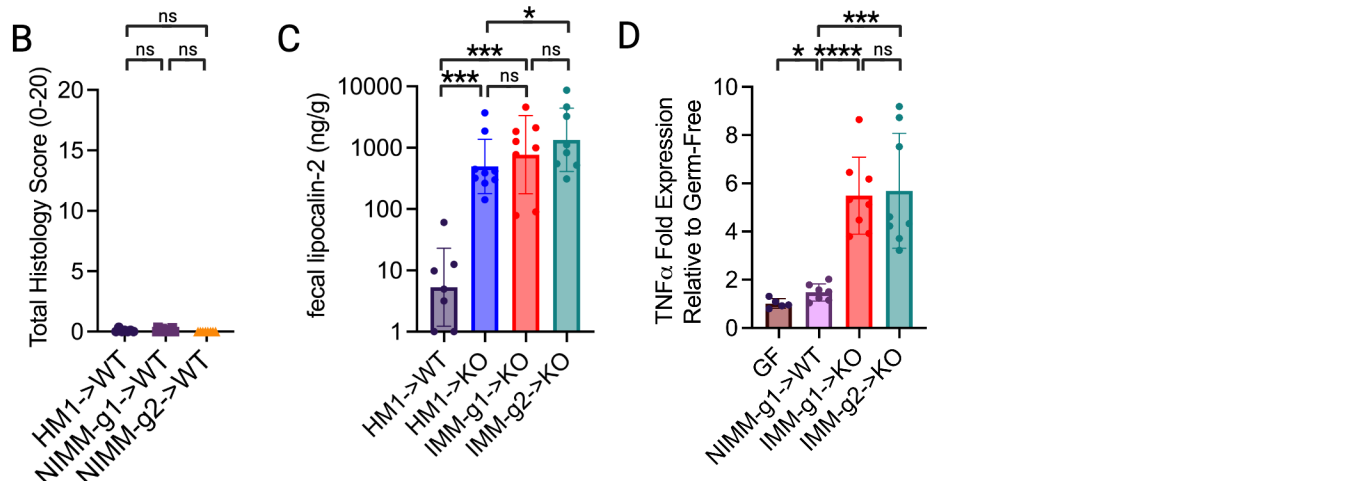 B
ns
ns
ns
Total Histology Score (0-20)
20
15
10
5
0
HM1->WT
NIMM-g1->WT
NIMM-g2->WT
C
*
***
ns
***
ns
fecal lipocalin-2 (ng/g)
10000
1000
100
10
1
HM1->WT
HM1->KO
IMM-g1->KO
IMM-g2->KO
D
***
*
****
ns
TNFα Fold Expression
Relative to Germ-Free
10
8
6
4
2
0
GF
NIMM-g1->WT
IMM-g1->KO
IMM-g2->KO